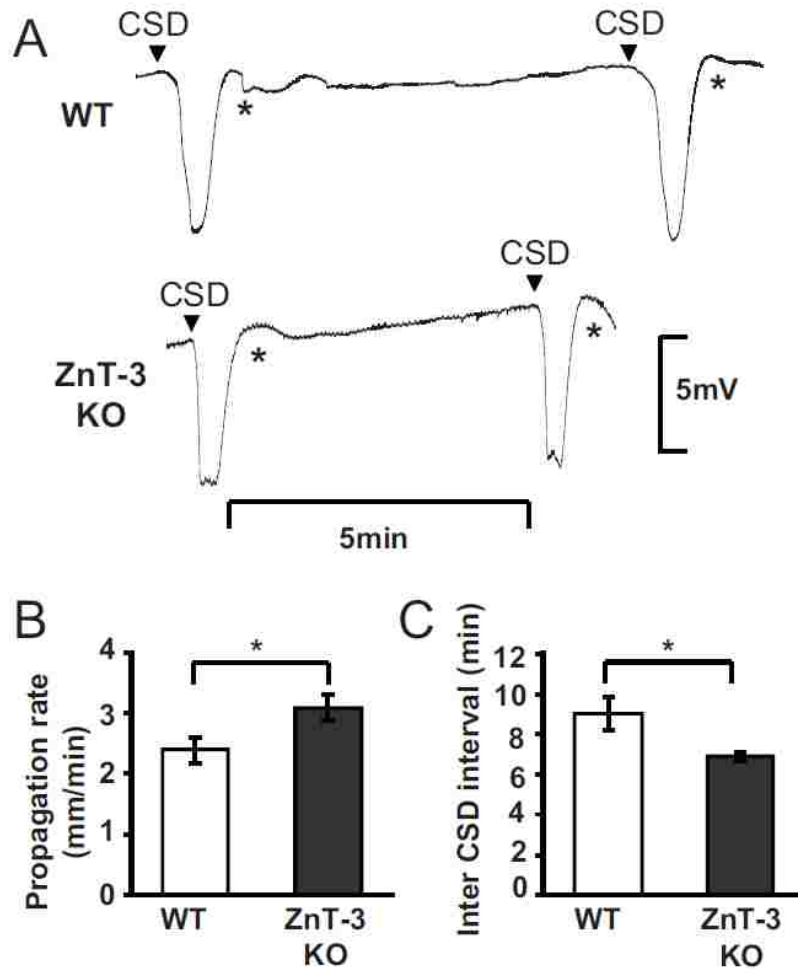 A
CSD
CSD
WT
*
*
CSD
CSD
ZnT-3
KO
*
*
5mV
5min
B
Propagation rate
(mm/min)
4
3
2
1
0
*
WT
ZnT-3
KO
C
Inter CSD interval (min)
12
10
8
6
4
2
0
*
WT
ZnT-3
KO